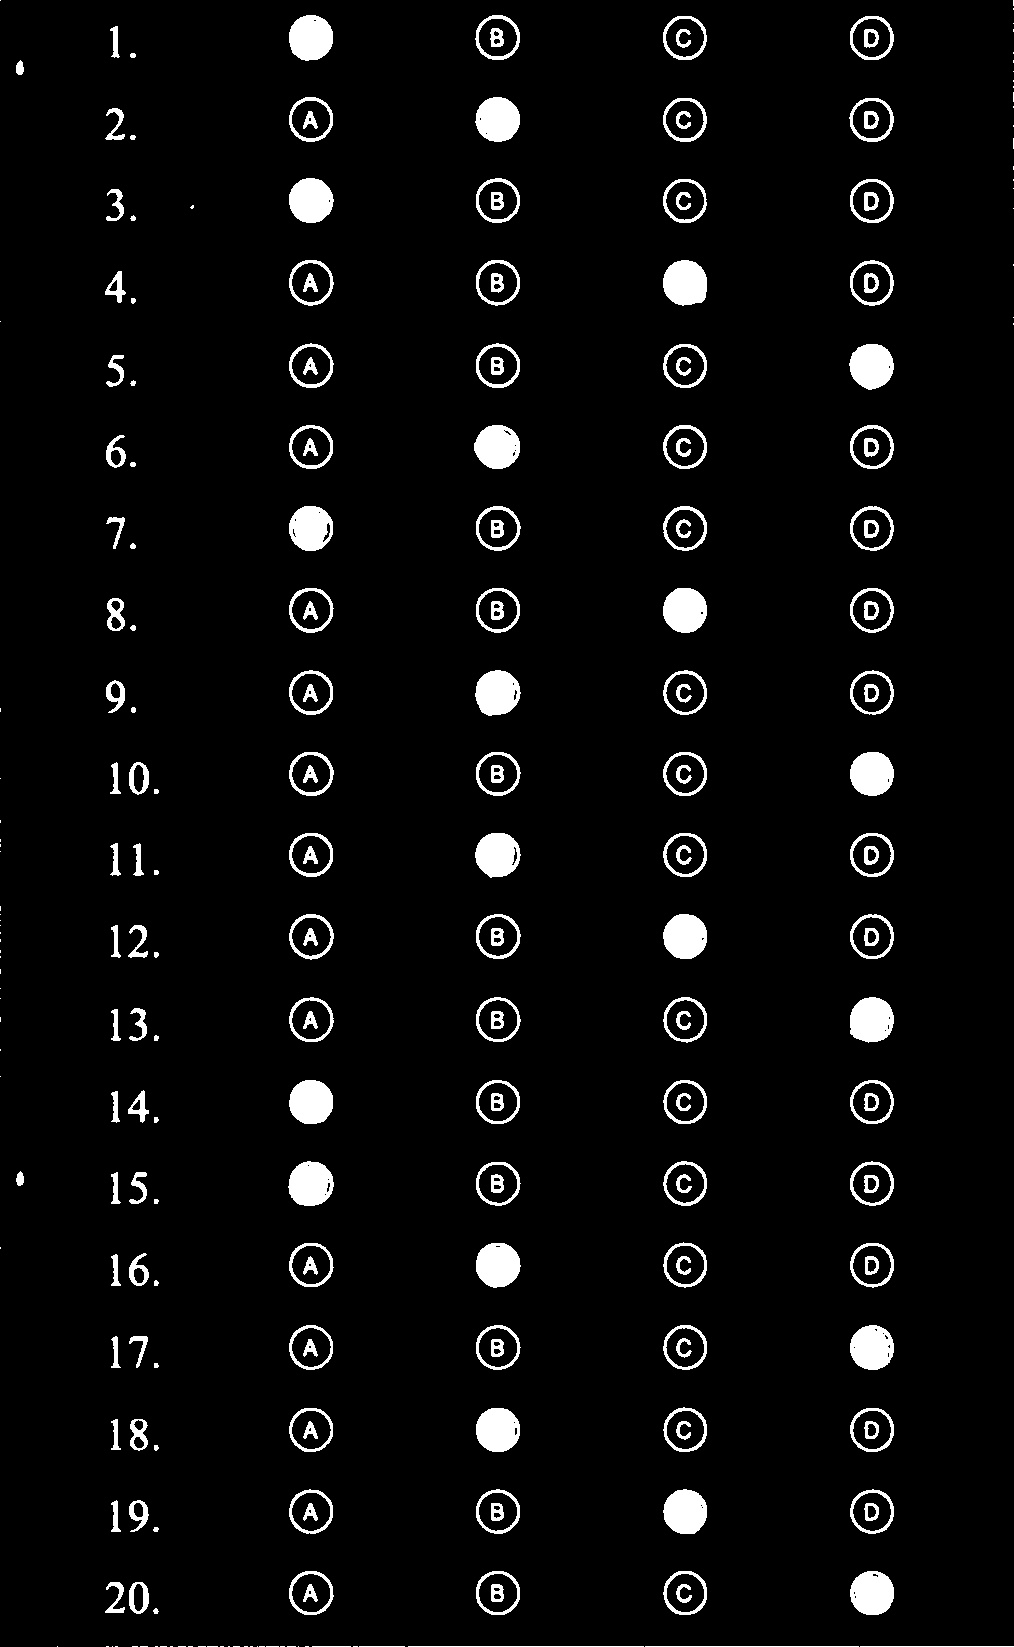 1. B C D
2. A C D
3. B C D
4. A B D
5. A B C
6. A C D
7. B C D
8. A B D
9. A C D
10. A B C
11. A C D
12. A B D
13. A B C
14. B C D
15. B C D
16. A C D
17. A B C
18. A C D
19. A B D
20. A B C